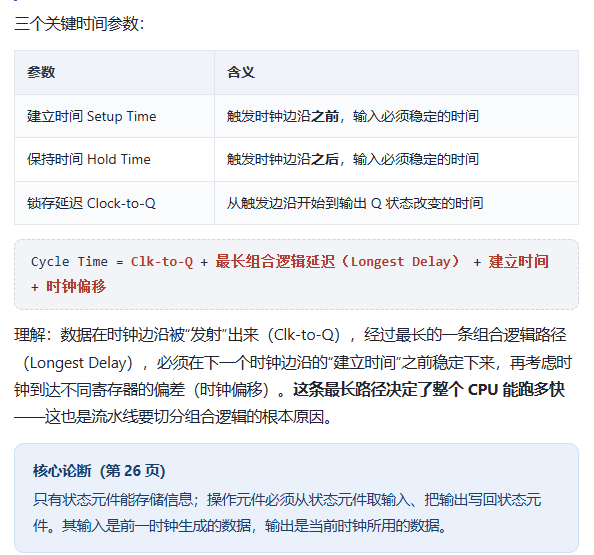 三个关键时间参数：
参数 含义
建立时间 Setup Time 触发时钟边沿之前，输入必须稳定的时间
保持时间 Hold Time 触发时钟边沿之后，输入必须稳定的时间
锁存延迟 Clock-to-Q 从触发边沿开始到输出 Q 状态改变的时间
Cycle Time = Clk-to-Q + 最长组合逻辑延迟（Longest Delay） + 建立时间
+ 时钟偏移
理解：数据在时钟边沿被“发射”出来（Clk-to-Q），经过最长的一条组合逻辑路径
（Longest Delay），必须在下一个时钟边沿的“建立时间”之前稳定下来，再考虑时
钟到达不同寄存器的偏差（时钟偏移）。这条最长路径决定了整个 CPU 能跑多快
——这也是流水线要切分组合逻辑的根本原因。
核心论断（第 26 页）
只有状态元件能存储信息；操作元件必须从状态元件取输入、把输出写回状态元
件。其输入是前一时钟生成的数据，输出是当前时钟所用的数据。